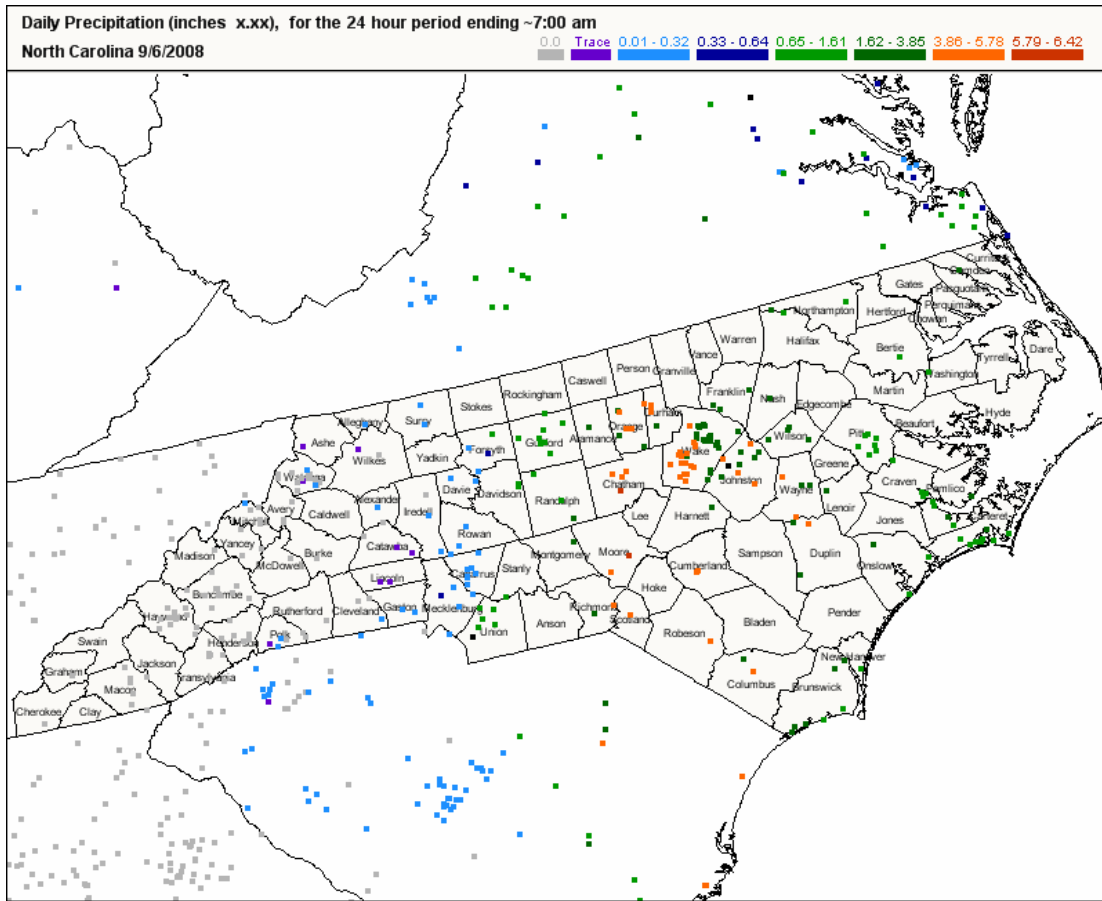 Daily Precipitation (inches x.xx), for the 24 hour period ending ~7:00 am
North Carolina 9/6/2008
0.0 Trace 0.01 - 0.32 0.33 - 0.64 0.65 - 1.61 1.62 - 3.85 3.86 - 5.78 5.79 - 6.42
Currituck
Camden
Gates
Pasquotank
Northampton Hertford Perquimans
Chowan
Warren Halifax Bertie Dare
Vance Tyrrell
Person Granville Washington
Caswell Martin
Rockingham Franklin Nash Edgecombe Hyde
Stokes Durham Beaufort
Alleghany Surry Orange Wilson Pitt
Ashe Forsyth Guilford Alamance Wake
Wilkes Yadkin Greene
Watauga Chatham Johnston Craven Pamlico
Davie Davidson Wayne
Alexander Randolph Lenoir
Avery Caldwell Iredell Lee Harnett Jones Carteret
Mitchell Rowan
Yancey Catawba Moore Sampson Duplin
Madison Burke Montgomery Onslow
McDowell Cabarrus Stanly Cumberland
Lincoln Hoke
Buncombe Gaston Mecklenburg Richmond
Haywood Rutherford Cleveland Scotland Pender
Polk Union Anson Bladen
Swain Henderson Robeson
Jackson New Hanover
Graham Transylvania
Macon Columbus Brunswick
Cherokee Clay